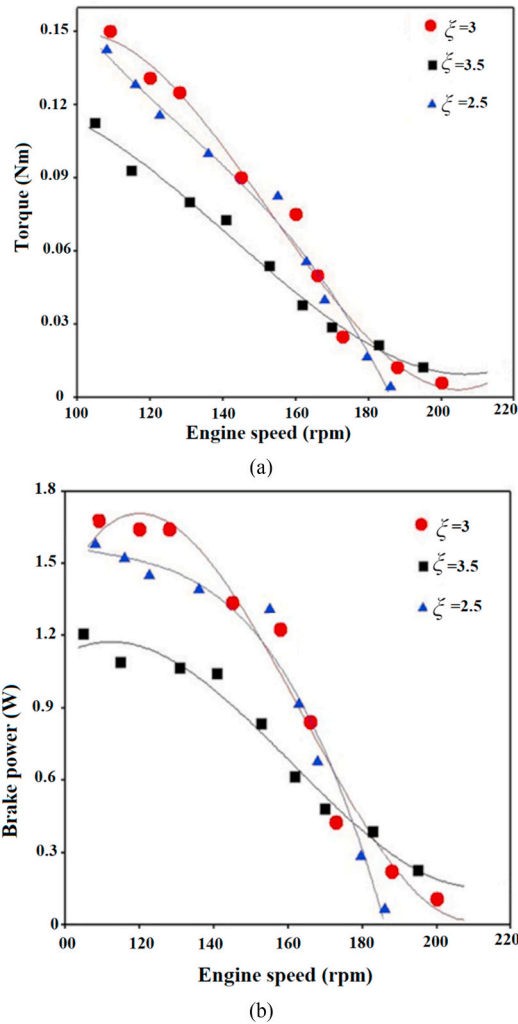 0.15
0.12
0.09
0.06
0.03
0
Torque (Nm)
ξ=3
ξ=3.5
ξ=2.5
100 120 140 160 180 200 220
Engine speed (rpm)
(a)
1.8
1.5
1.2
0.9
0.6
0.3
0
Brake power (W)
ξ=3
ξ=3.5
ξ=2.5
00 120 140 160 180 200 220
Engine speed (rpm)
(b)